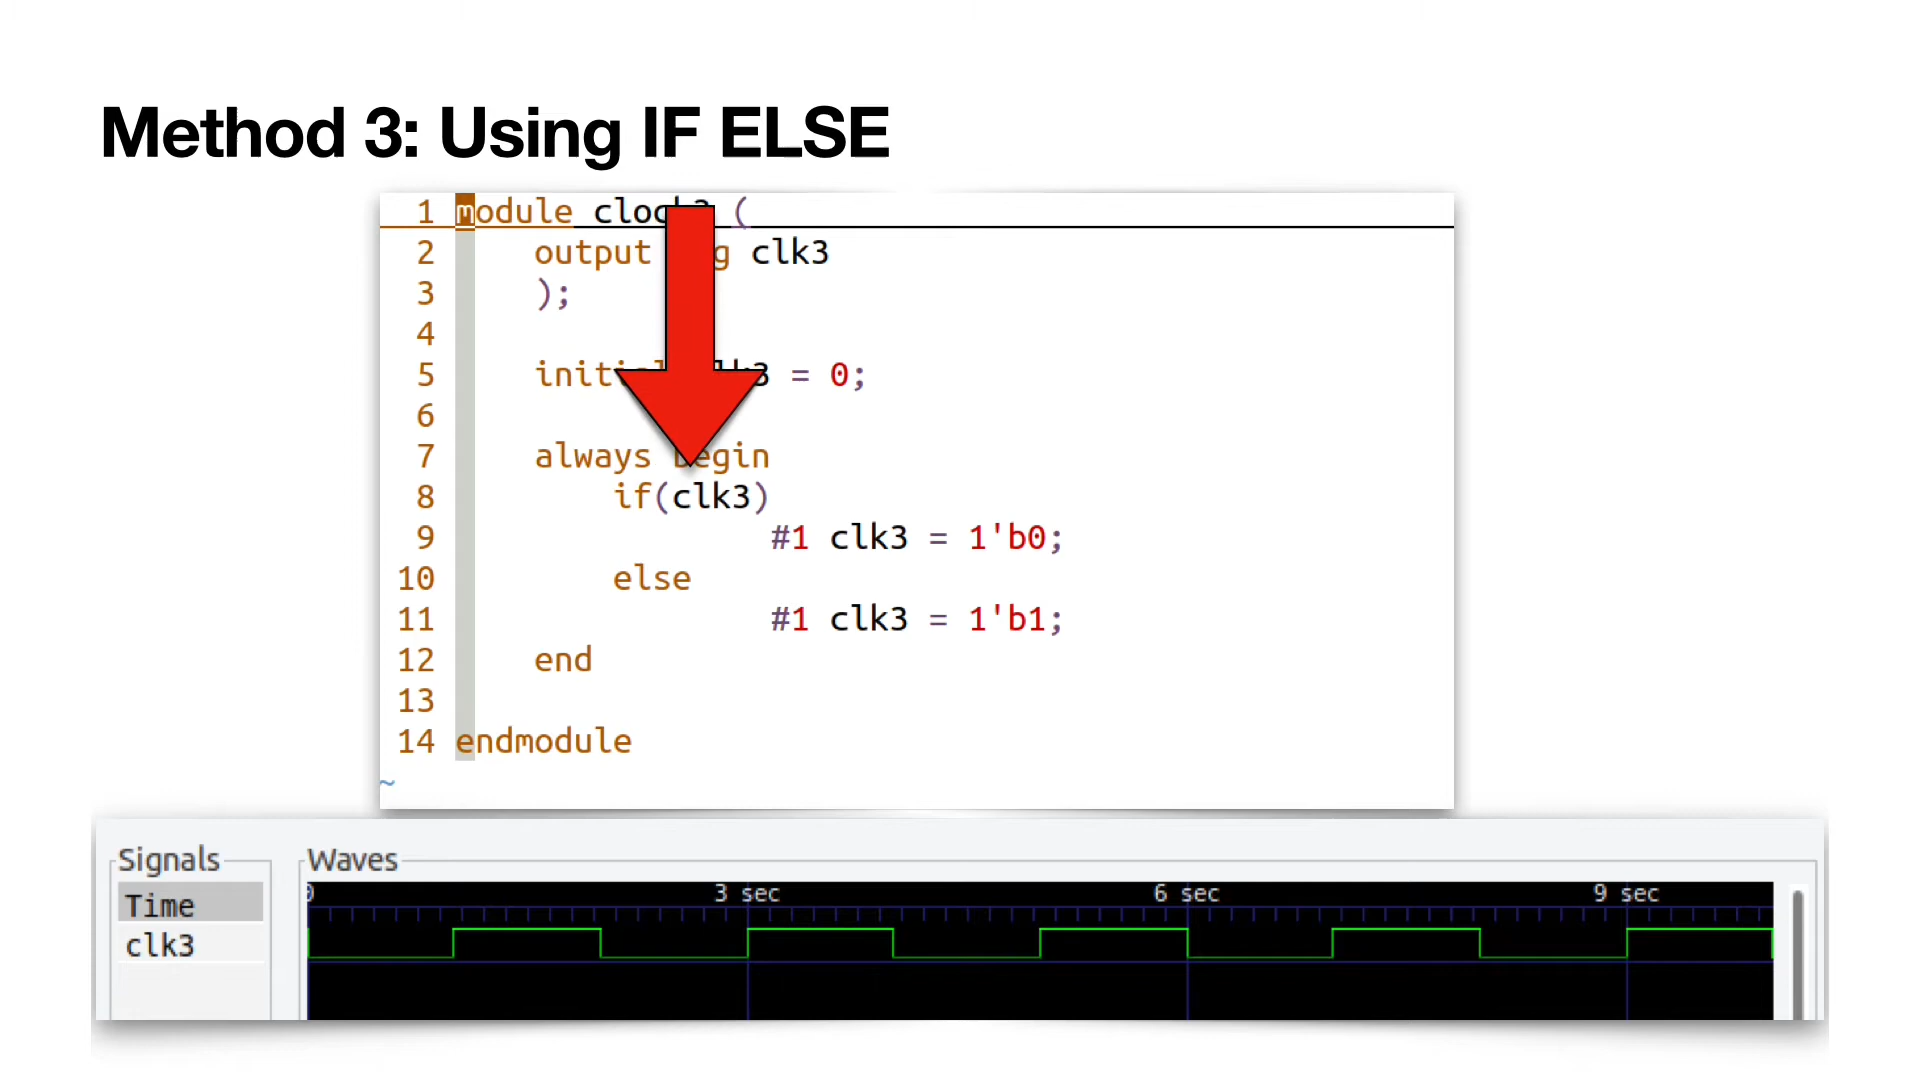 Method 3: Using IF ELSE
1 module clock3 (
2 output g clk3
3 );
4
5 initial clk3 = 0;
6
7 always begin
8 if(clk3)
9 #1 clk3 = 1'b0;
10 else
11 #1 clk3 = 1'b1;
12 end
13
14 endmodule
~
Signals
Waves
0 3 sec 6 sec 9 sec
Time
clk3